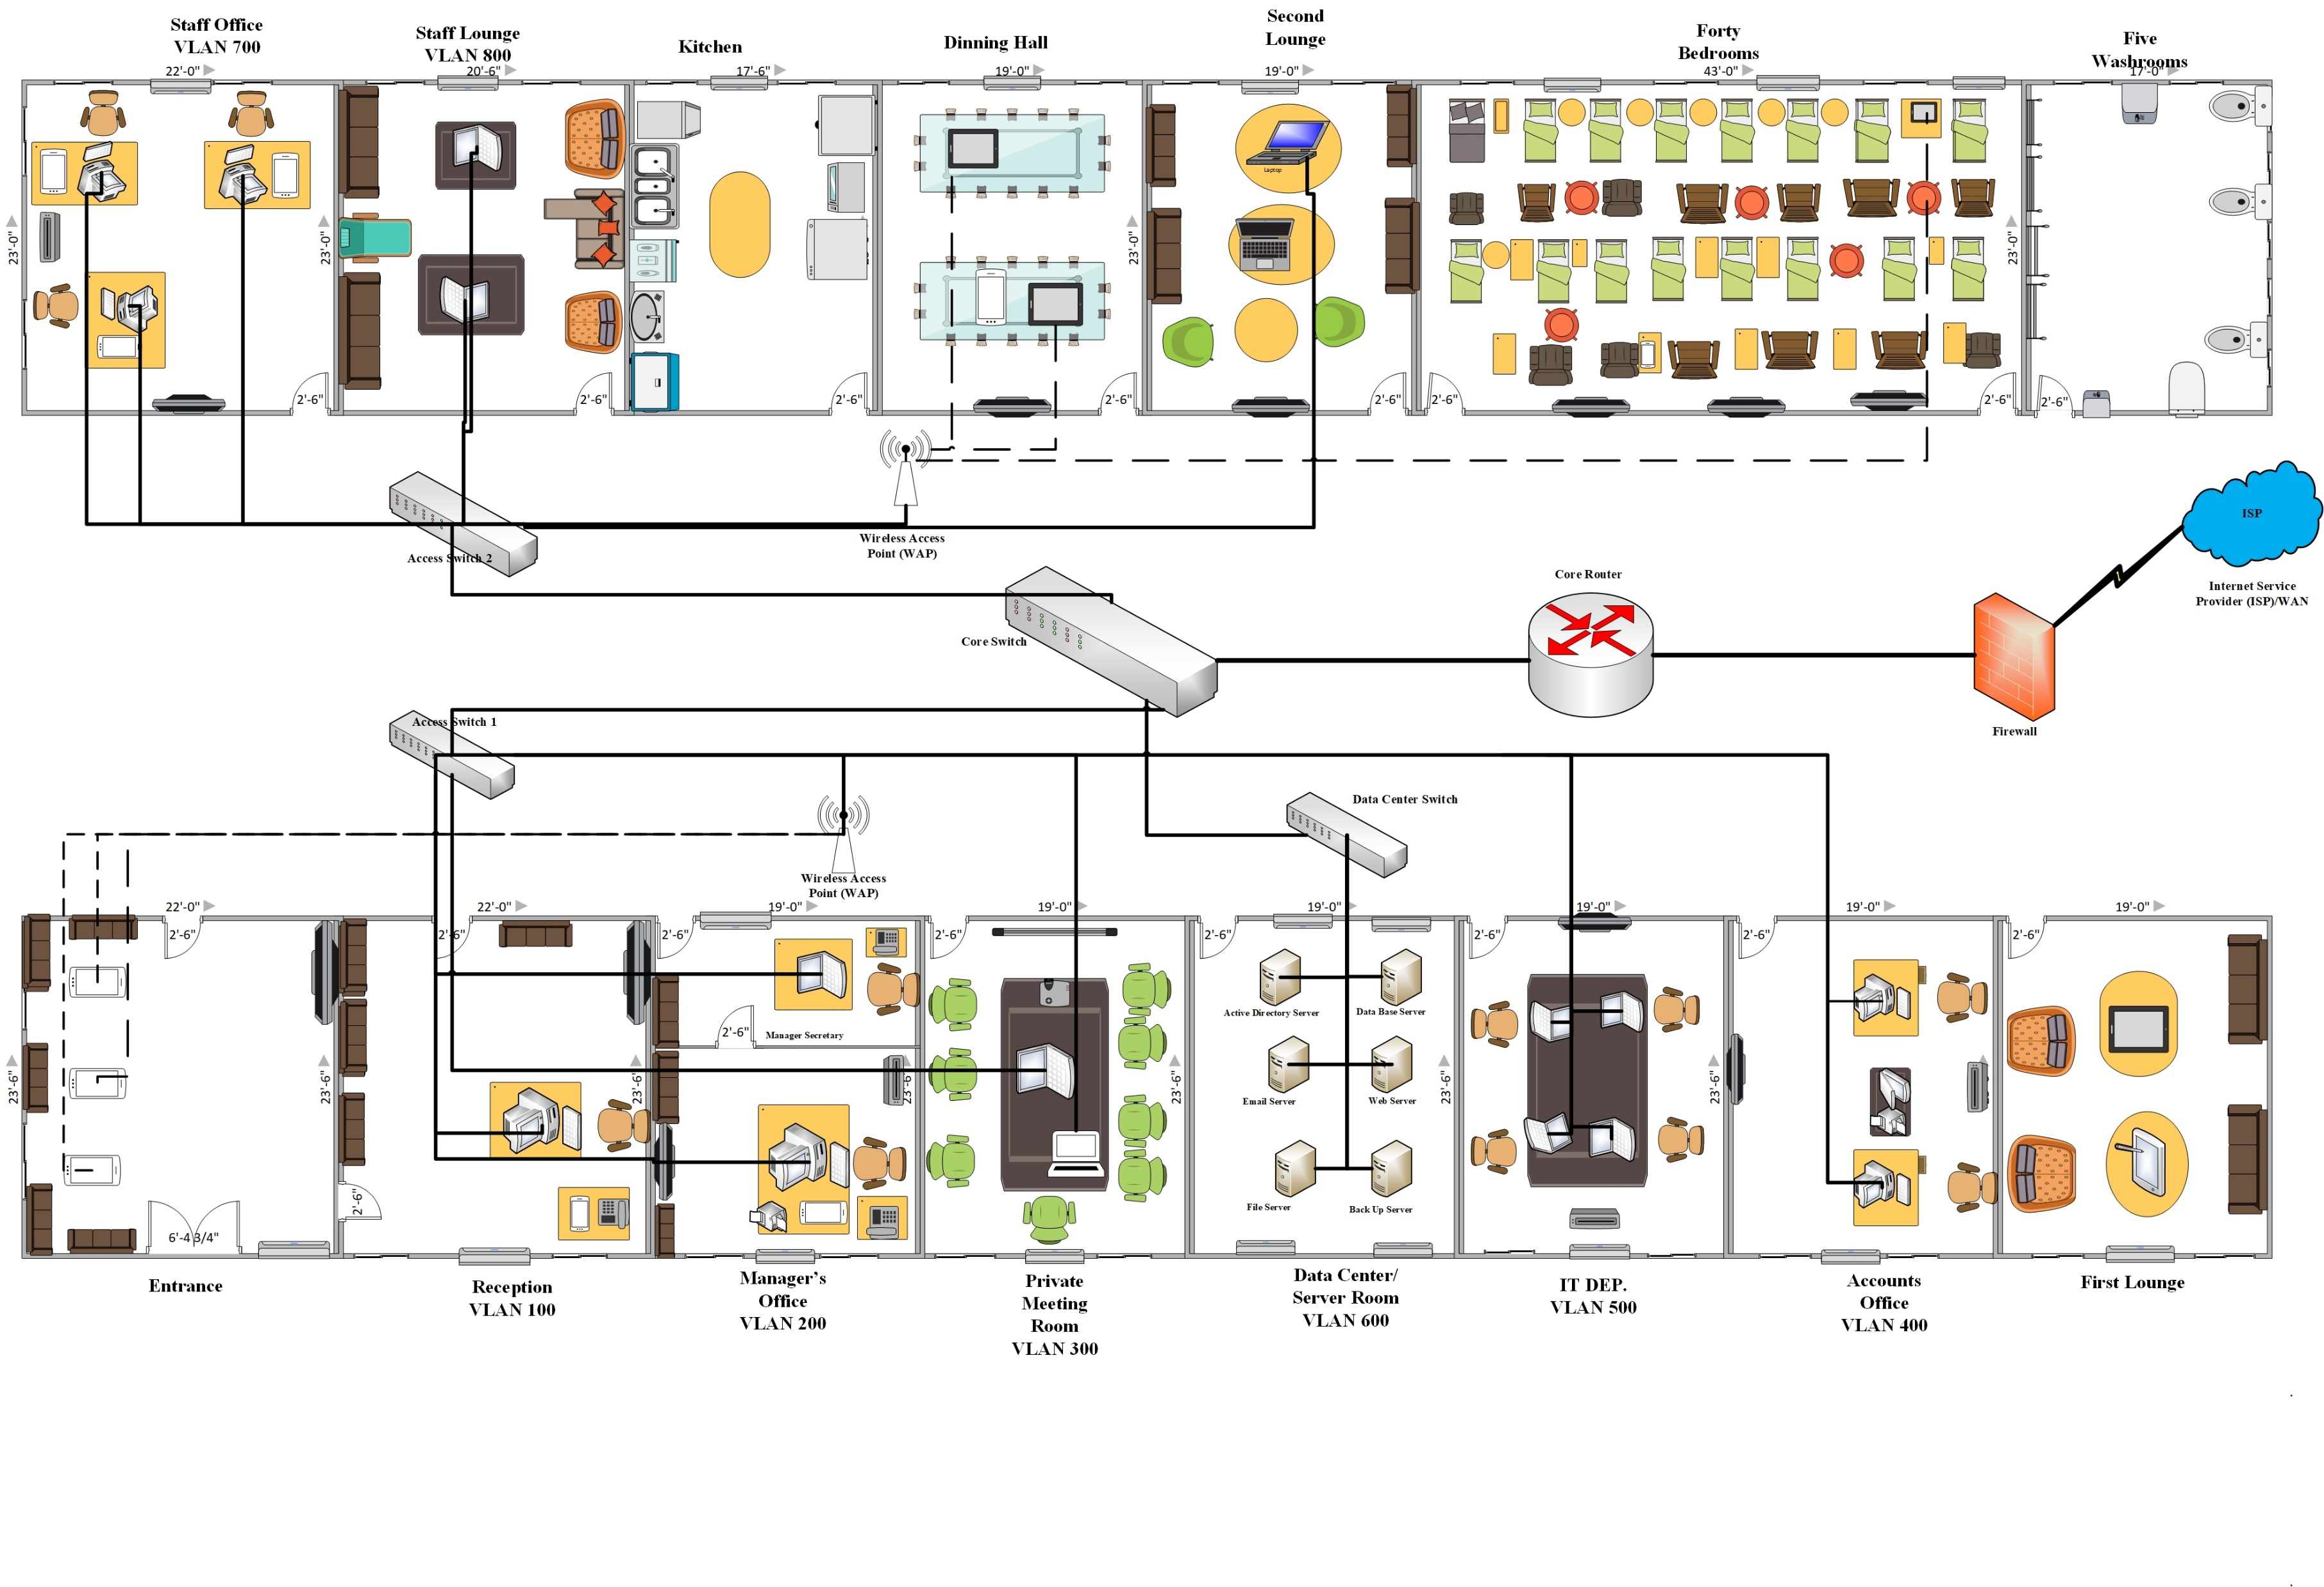 Staff Office
VLAN 700
Staff Lounge
VLAN 800
Kitchen
Dinning Hall
Second
Lounge
Forty
Bedrooms
Five
Washrooms
22'-0"
20'-6"
17'-6"
19'-0"
19'-0"
43'-0"
17'-0"
Laptop
23'-0"
23'-0"
23'-0"
23'-0"
2'-6"
2'-6"
2'-6"
2'-6"
2'-6"
2'-6"
2'-6"
2'-6"
Access Switch 2
Wireless Access
Point (WAP)
ISP
Internet Service
Provider (ISP)/WAN
Core Router
Core Switch
Firewall
Access Switch 1
Data Center Switch
Wireless Access
Point (WAP)
22'-0"
22'-0"
19'-0"
19'-0"
19'-0"
19'-0"
19'-0"
19'-0"
2'-6"
2'-6"
2'-6"
2'-6"
2'-6"
2'-6"
2'-6"
2'-6"
Active Directory Server
Data Base Server
2'-6"
Manager Secretary
23'-6"
23'-6"
23'-6"
23'-6"
23'-6"
23'-6"
23'-6"
Email Server
Web Server
2'-6"
File Server
Back Up Server
6'-4 3/4"
Entrance
Reception
VLAN 100
Manager's
Office
VLAN 200
Private
Meeting
Room
VLAN 300
Data Center/
Server Room
VLAN 600
IT DEP.
VLAN 500
Accounts
Office
VLAN 400
First Lounge